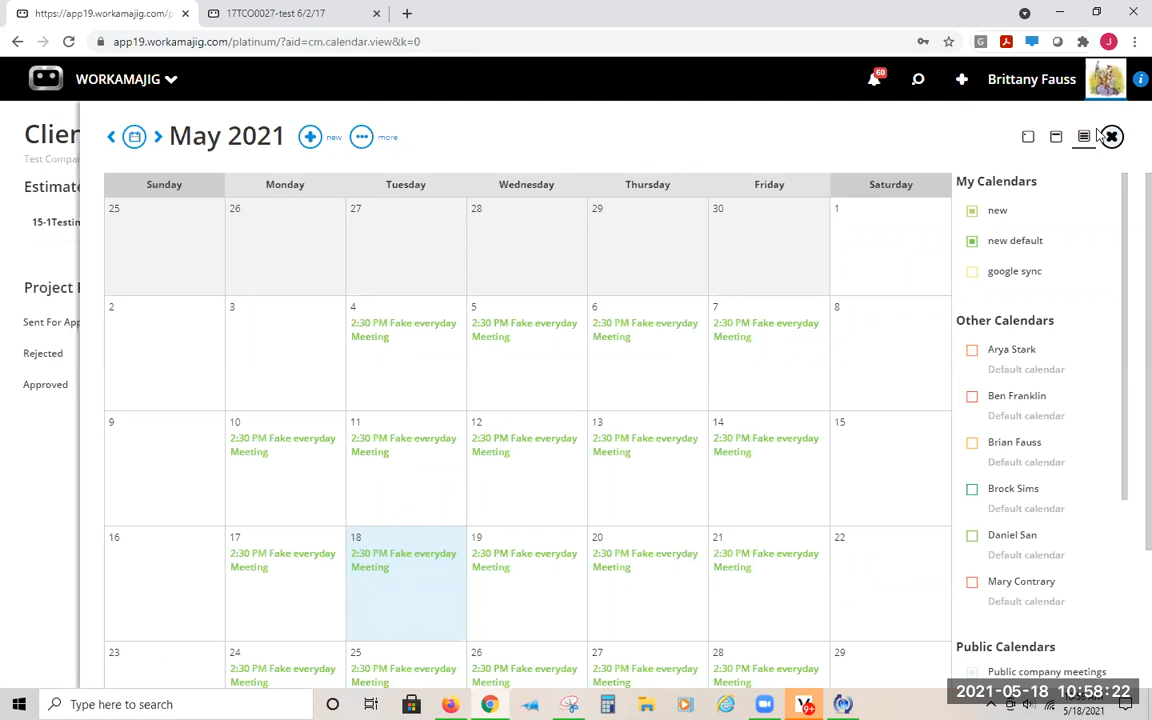 https://app19.workamajig.com/p
17TCO0027-test 6/2/17
app19.workamajig.com/platinum/?aid=cm.calendar.view&k=0
WORKAMAJIG
60
Brittany Fauss
Clien
Test Compa
Estimate
15-1Testin
Project
Sent For App
Rejected
Approved
May 2021
new
more
Sunday Monday Tuesday Wednesday Thursday Friday Saturday
25 26 27 28 29 30 1
2 3 4 5 6 7 8
2:30 PM Fake everyday 2:30 PM Fake everyday 2:30 PM Fake everyday 2:30 PM Fake everyday
Meeting Meeting Meeting Meeting
9 10 11 12 13 14 15
2:30 PM Fake everyday 2:30 PM Fake everyday 2:30 PM Fake everyday 2:30 PM Fake everyday 2:30 PM Fake everyday
Meeting Meeting Meeting Meeting Meeting
16 17 18 19 20 21 22
2:30 PM Fake everyday 2:30 PM Fake everyday 2:30 PM Fake everyday 2:30 PM Fake everyday 2:30 PM Fake everyday
Meeting Meeting Meeting Meeting Meeting
23 24 25 26 27 28 29
2:30 PM Fake everyday 2:30 PM Fake everyday 2:30 PM Fake everyday 2:30 PM Fake everyday 2:30 PM Fake everyday
Meeting Meeting Meeting Meeting Meeting
My Calendars
new
new default
google sync
Other Calendars
Arya Stark
Default calendar
Ben Franklin
Default calendar
Brian Fauss
Default calendar
Brock Sims
Default calendar
Daniel San
Default calendar
Mary Contrary
Default calendar
Public Calendars
Public company meetings
2021-05-18 10:58:22
Type here to search
9+
5/18/2021